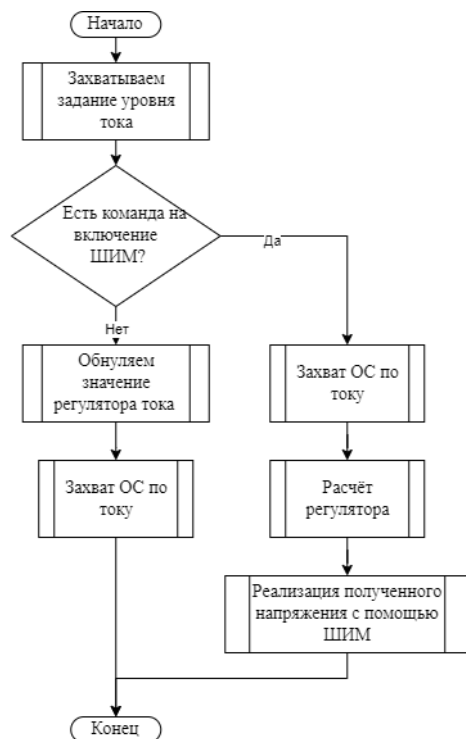 Начало
Захватываем
задание уровня
тока
Есть команда на
включение
ШИМ?
Да
Нет
Обнуляем
значение
регулятора тока
Захват ОС по
току
Захват ОС по
току
Расчёт
регулятора
Реализация полученного
напряжения с помощью
ШИМ
Конец